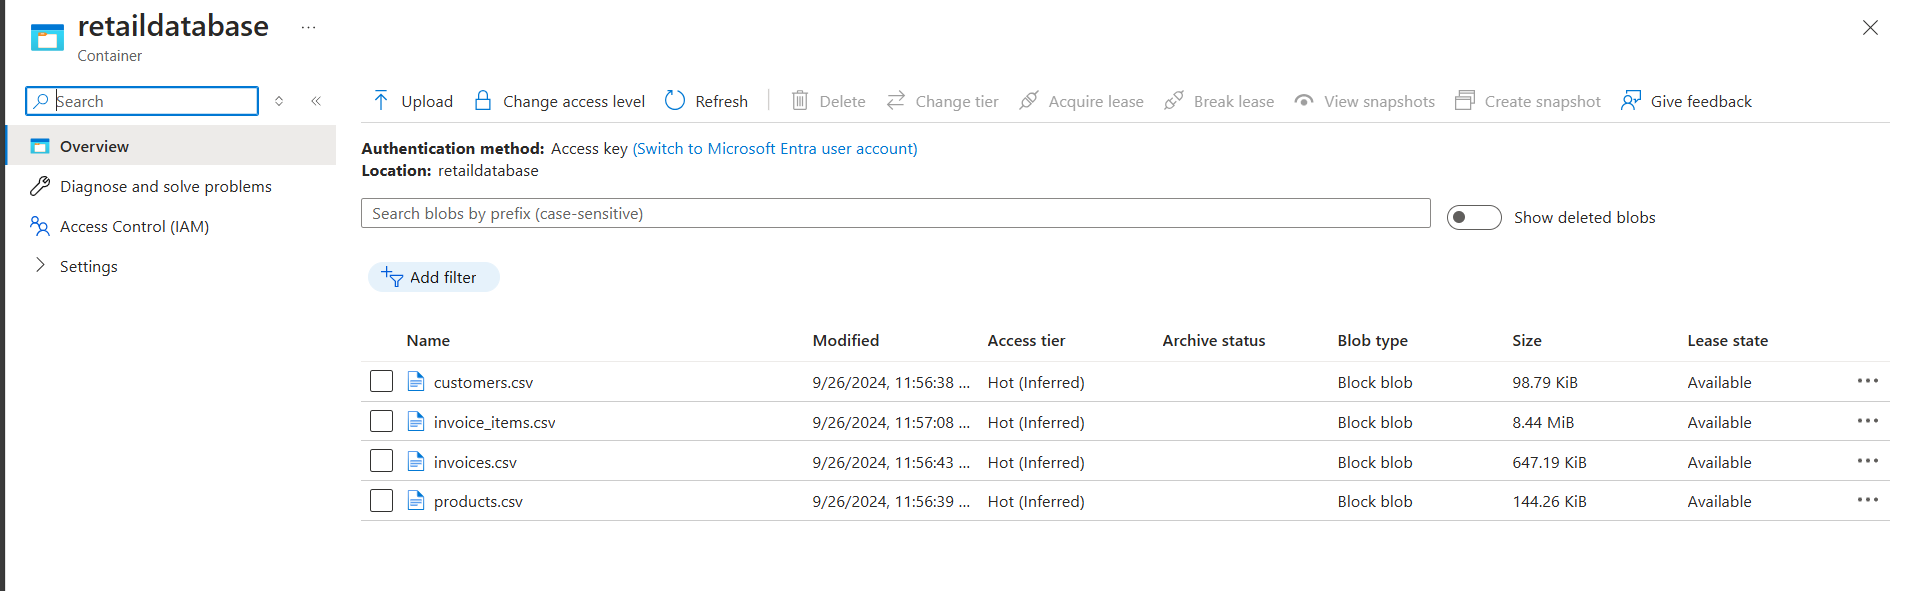 retaildatabase ...
Container
Search
Upload Change access level Refresh Delete Change tier Acquire lease Break lease View snapshots Create snapshot Give feedback
Overview
Diagnose and solve problems
Access Control (IAM)
Settings
Authentication method: Access key (Switch to Microsoft Entra user account)
Location: retaildatabase
Search blobs by prefix (case-sensitive)
Show deleted blobs
Add filter
Name Modified Access tier Archive status Blob type Size Lease state
customers.csv 9/26/2024, 11:56:38 ... Hot (Inferred) Block blob 98.79 KiB Available ...
invoice_items.csv 9/26/2024, 11:57:08 ... Hot (Inferred) Block blob 8.44 MiB Available ...
invoices.csv 9/26/2024, 11:56:43 ... Hot (Inferred) Block blob 647.19 KiB Available ...
products.csv 9/26/2024, 11:56:39 ... Hot (Inferred) Block blob 144.26 KiB Available ...